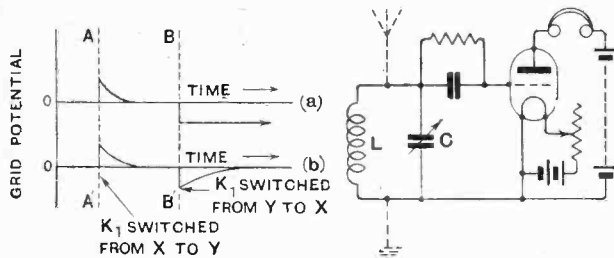 A B
GRID POTENTIAL
0 TIME (a)
0 TIME (b)
A B
K1 SWITCHED
FROM Y TO X
K1 SWITCHED
FROM X TO Y
L C